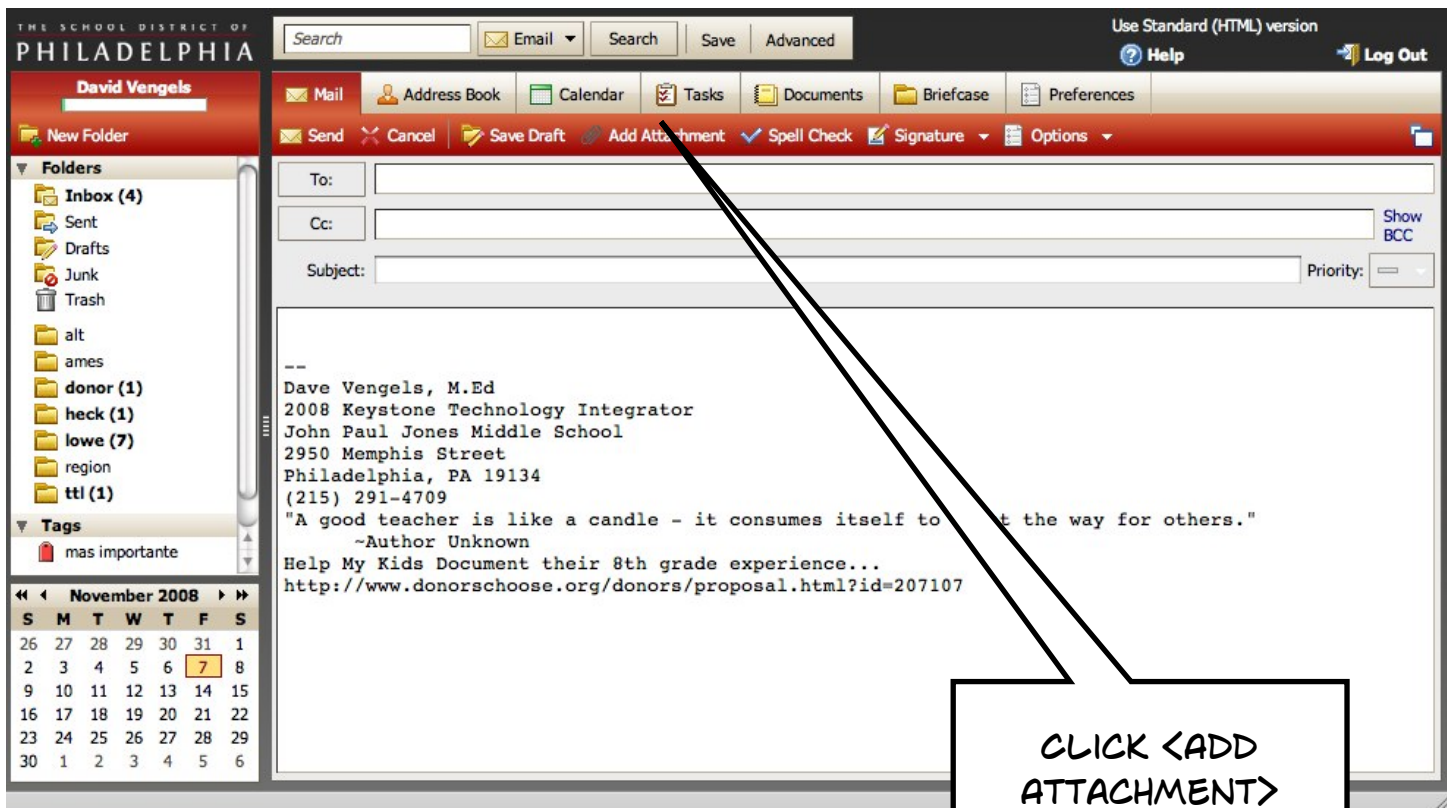 THE SCHOOL DISTRICT OF
PHILADELPHIA
Search Email Search Save Advanced
Use Standard (HTML) version
Help Log Out
David Vengels
Mail Address Book Calendar Tasks Documents Briefcase Preferences
New Folder
Send Cancel Save Draft Add Attachment Spell Check Signature Options
Folders
Inbox (4)
Sent
Drafts
Junk
Trash
alt
ames
donor (1)
heck (1)
lowe (7)
region
ttl (1)
Tags
mas importante
November 2008
S M T W T F S
26 27 28 29 30 31 1
2 3 4 5 6 7 8
9 10 11 12 13 14 15
16 17 18 19 20 21 22
23 24 25 26 27 28 29
30 1 2 3 4 5 6
To:
Cc:
Show
BCC
Subject:
Priority:
--
Dave Vengels, M.Ed
2008 Keystone Technology Integrator
John Paul Jones Middle School
2950 Memphis Street
Philadelphia, PA 19134
(215) 291-4709
"A good teacher is like a candle - it consumes itself to the way for others."
~Author Unknown
Help My Kids Document their 8th grade experience...
http://www.donorschoose.org/donors/proposal.html?id=207107
CLICK <ADD
ATTACHMENT>